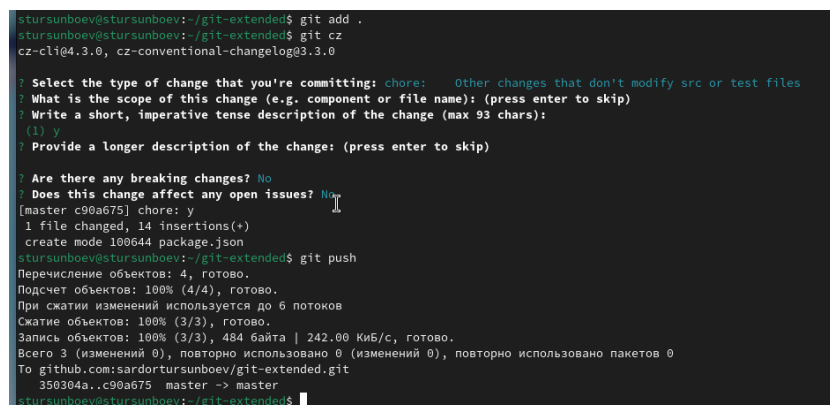 stursunboev@stursunboev:~/git-extended$ git add .
stursunboev@stursunboev:~/git-extended$ git cz
cz-cli@4.3.0, cz-conventional-changelog@3.3.0
? Select the type of change that you're committing: chore:    Other changes that don't modify src or test files
? What is the scope of this change (e.g. component or file name): (press enter to skip)
? Write a short, imperative tense description of the change (max 93 chars):
(1) y
? Provide a longer description of the change: (press enter to skip)
? Are there any breaking changes? No
? Does this change affect any open issues? No
[master c90a675] chore: y
1 file changed, 14 insertions(+)
create mode 100644 package.json
stursunboev@stursunboev:~/git-extended$ git push
Перечисление объектов: 4, готово.
Подсчет объектов: 100% (4/4), готово.
При сжатии изменений используется до 6 потоков
Сжатие объектов: 100% (3/3), готово.
Запись объектов: 100% (3/3), 484 байта | 242.00 КиБ/с, готово.
Всего 3 (изменений 0), повторно использовано 0 (изменений 0), повторно использовано пакетов 0
To github.com:sardortursunboev/git-extended.git
350304a..c90a675  master -> master
stursunboev@stursunboev:~/git-extended$